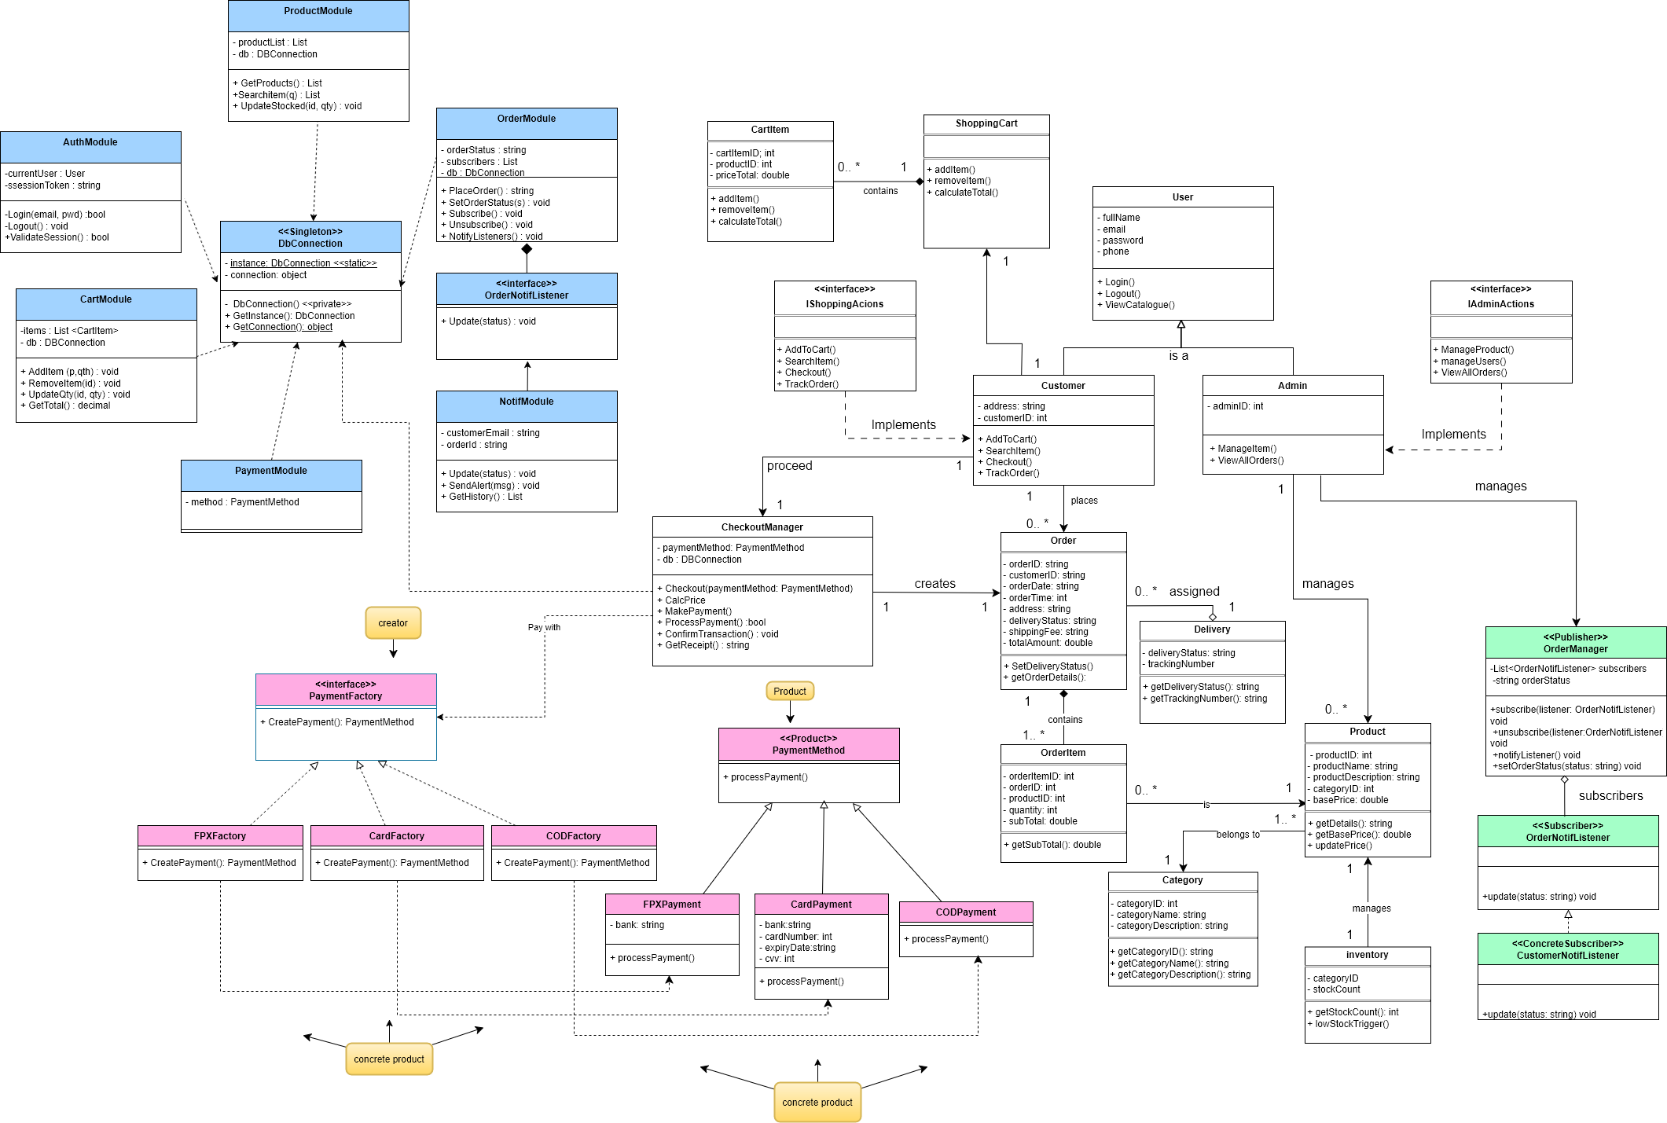 ProductModule
- productList : List
- db : DBConnection
+ GetProducts() : List
+Searchitem(q) : List
+ UpdateStocked(id, qty) : void
AuthModule
-currentUser : User
-ssessionToken : string
-Login(email, pwd) :bool
-Logout() : void
+ValidateSession() : bool
OrderModule
- orderStatus : string
- subscribers : List
- db : DbConnection
+ PlaceOrder() : string
+ SetOrderStatus(s) : void
+ Subscribe() : void
+ Unsubscribe() : void
+ NotifyListeners() : void
<<Singleton>>
DbConnection
- instance: DbConnection <<static>>
- connection: object
- DbConnection() <<private>>
+ GetInstance(): DbConnection
+ GetConnection(): object
CartModule
-items : List <CartItem>
- db : DBConnection
+ AddItem (p,qth) : void
+ RemoveItem(id) : void
+ UpdateQty(id, qty) : void
+ GetTotal() : decimal
<<interface>>
OrderNotifListener
+ Update(status) : void
NotifModule
- customerEmail : string
- orderId : string
+ Update(status) : void
+ SendAlert(msg) : void
+ GetHistory() : List
PaymentModule
- method : PaymentMethod
CartItem
- cartItemID; int
- productID: int
- priceTotal: double
+ addItem()
+ removeItem()
+ calculateTotal()
0.. *
1
contains
ShoppingCart
+ addItem()
+ removeItem()
+ calculateTotal()
1
User
- fullName
- email
- password
- phone
+ Login()
+ Logout()
+ ViewCatalogue()
is a
<<interface>>
IShoppingAcions
+ AddToCart()
+ SearchItem()
+ Checkout()
+ TrackOrder()
Implements
<<interface>>
IAdminActions
+ ManageProduct()
+ manageUsers()
+ ViewAllOrders()
Implements
1
Customer
- address: string
- customerID: int
+ AddToCart()
+ SearchItem()
+ Checkout()
+ TrackOrder()
Admin
- adminID: int
+ ManageItem()
+ ViewAllOrders()
proceed
1
1
1
places
0.. *
1
manages
manages
CheckoutManager
- paymentMethod: PaymentMethod
- db : DBConnection
+ Checkout(paymentMethod: PaymentMethod)
+ CalcPrice
+ MakePayment()
+ ProcessPayment() :bool
+ ConfirmTransaction() : void
+ GetReceipt() : string
creates
1
1
Pay with
Order
- orderID: string
- customerID: string
- orderDate: string
- orderTime: int
- address: string
- deliveryStatus: string
- shippingFee: string
- totalAmount: double
+ SetDeliveryStatus()
+ getOrderDetails():
0.. *
assigned
1
Delivery
- deliveryStatus: string
- trackingNumber
+ getDeliveryStatus(): string
+ getTrackingNumber(): string
1
contains
1.. *
OrderItem
- orderItemID: int
- orderID: int
- productID: int
- quantity: int
- subTotal: double
+ getSubTotal(): double
0.. *
is
1
0.. *
Product
- productID: int
- productName: string
- productDescription: string
- categoryID: int
- basePrice: double
+ getDetails(): string
+ getBasePrice(): double
+ updatePrice()
1.. *
belongs to
1
Category
- categoryID: int
- categoryName: string
- categoryDescription: string
+ getCategoryID(): string
+ getCategoryName(): string
+ getCategoryDescription(): string
1
manages
1
inventory
- categoryID
- stockCount
+ getStockCount(): int
+ lowStockTrigger()
<<Publisher>>
OrderManager
-List<OrderNotifListener> subscribers
-string orderStatus
+subscribe(listener: OrderNotifListener)
void
+unsubscribe(listener:OrderNotifListener
void
+notifyListener() void
+setOrderStatus(status: string) void
subscribers
<<Subscriber>>
OrderNotifListener
+update(status: string) void
<<ConcreteSubscriber>>
CustomerNotifListener
+update(status: string) void
creator
<<interface>>
PaymentFactory
+ CreatePayment(): PaymentMethod
FPXFactory
+ CreatePayment(): PaymentMethod
CardFactory
+ CreatePayment(): PaymentMethod
CODFactory
+ CreatePayment(): PaymentMethod
Product
<<Product>>
PaymentMethod
+ processPayment()
FPXPayment
- bank: string
+ processPayment()
CardPayment
- bank:string
- cardNumber: int
- expiryDate:string
- cvv: int
+ processPayment()
CODPayment
+ processPayment()
concrete product
concrete product